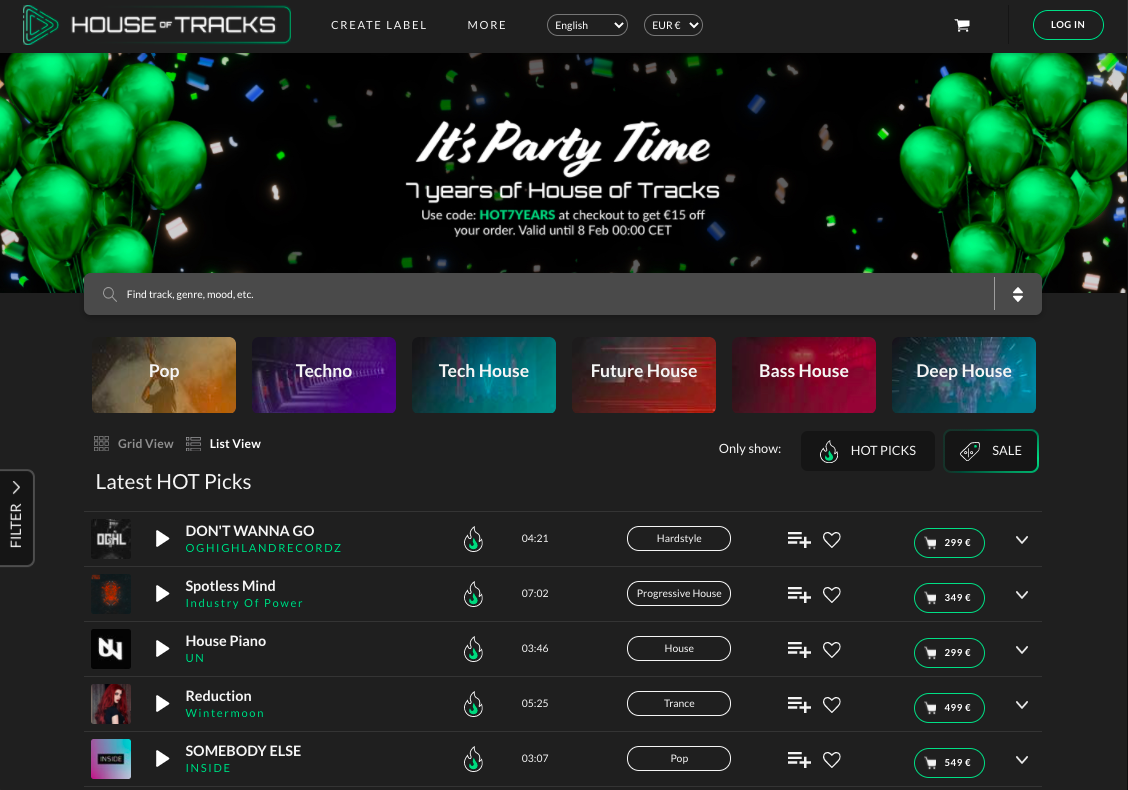 HOUSE OF TRACKS
CREATE LABEL
MORE
English
EUR €
LOG IN
It's Party Time
7 years of House of Tracks
Use code: HOT7YEARS at checkout to get €15 off
your order. Valid until 8 Feb 00:00 CET
Find track, genre, mood, etc.
Pop
Techno
Tech House
Future House
Bass House
Deep House
Grid View
List View
Only show:
HOT PICKS
SALE
FILTER
Latest HOT Picks
OGHL
DON'T WANNA GO
OGHIGHLANDRECORDZ
04:21
Hardstyle
299 €
Spotless Mind
Industry Of Power
07:02
Progressive House
349 €
House Piano
UN
03:46
House
299 €
Reduction
Wintermoon
05:25
Trance
499 €
INSIDE
SOMEBODY ELSE
INSIDE
03:07
Pop
549 €